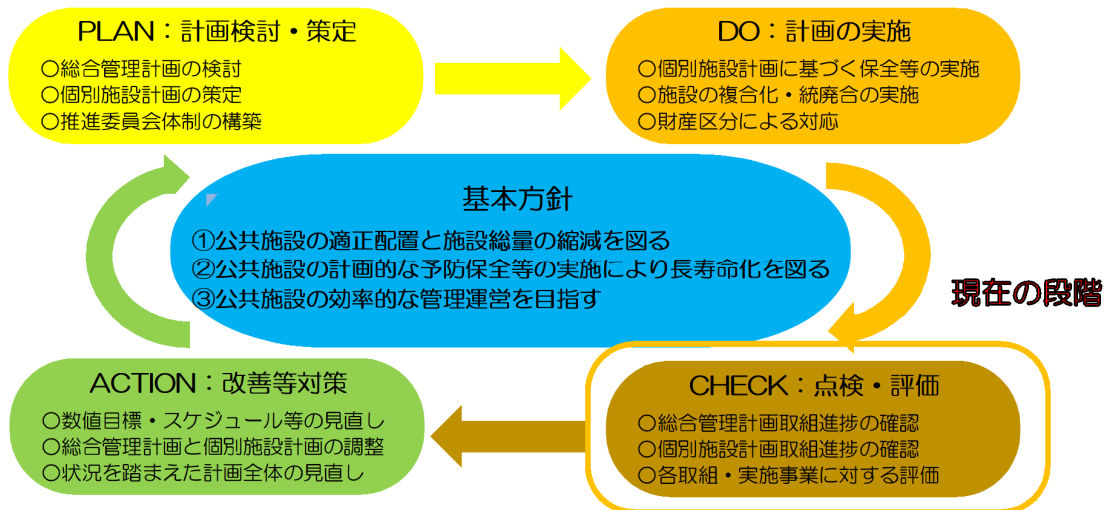 PLAN：計画検討・策定
〇総合管理計画の検討
〇個別施設計画の策定
〇推進委員会体制の構築
DO：計画の実施
〇個別施設計画に基づく保全等の実施
〇施設の複合化・統廃合の実施
〇財産区分による対応
基本方針
①公共施設の適正配置と施設総量の縮減を図る
②公共施設の計画的な予防保全等の実施により長寿命化を図る
③公共施設の効率的な管理運営を目指す
現在の段階
ACTION：改善等対策
〇数値目標・スケジュール等の見直し
〇総合管理計画と個別施設計画の調整
〇状況を踏まえた計画全体の見直し
CHECK：点検・評価
〇総合管理計画取組進捗の確認
〇個別施設計画取組進捗の確認
〇各取組・実施事業に対する評価